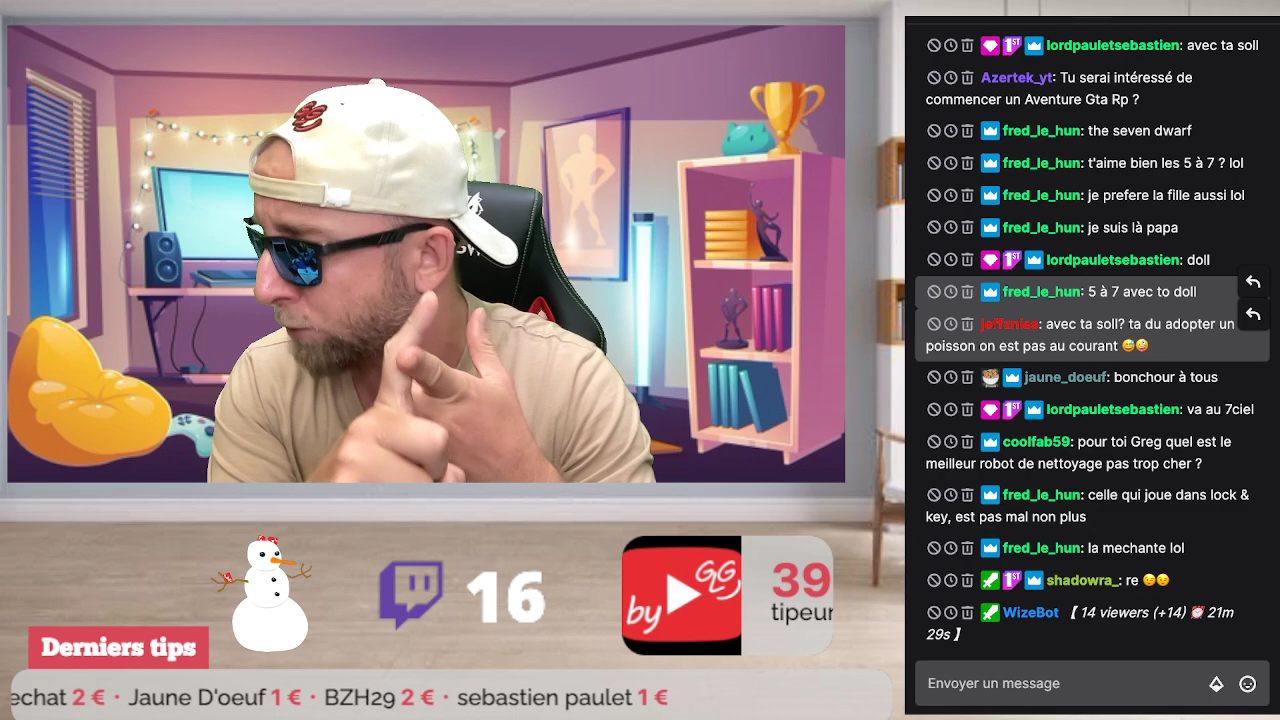 lordpauletsebastien: avec ta soll
Azertek_yt: Tu serai intéressé de
commencer un Aventure Gta Rp ?
fred_le_hun: the seven dwarf
fred_le_hun: t'aime bien les 5 à 7 ? lol
fred_le_hun: je prefere la fille aussi lol
fred_le_hun: je suis là papa
lordpauletsebastien: doll
fred_le_hun: 5 à 7 avec to doll
: avec ta soll? ta du adopter un
poisson on est pas au courant 😅🤪
jaune_doeuf: bonchour à tous
lordpauletsebastien: va au 7ciel
coolfab59: pour toi Greg quel est le
meilleur robot de nettoyage pas trop cher ?
fred_le_hun: celle qui joue dans lock &
key, est pas mal non plus
fred_le_hun: la mechante lol
shadowra_: re 😏😏
WizeBot 【 14 viewers (+14) ⏰ 21m
29s 】
Envoyer un message
16
by GG
39
tipeur
Derniers tips
echat 2 € · Jaune D'oeuf 1 € · BZH29 2 € · sebastien paulet 1 €